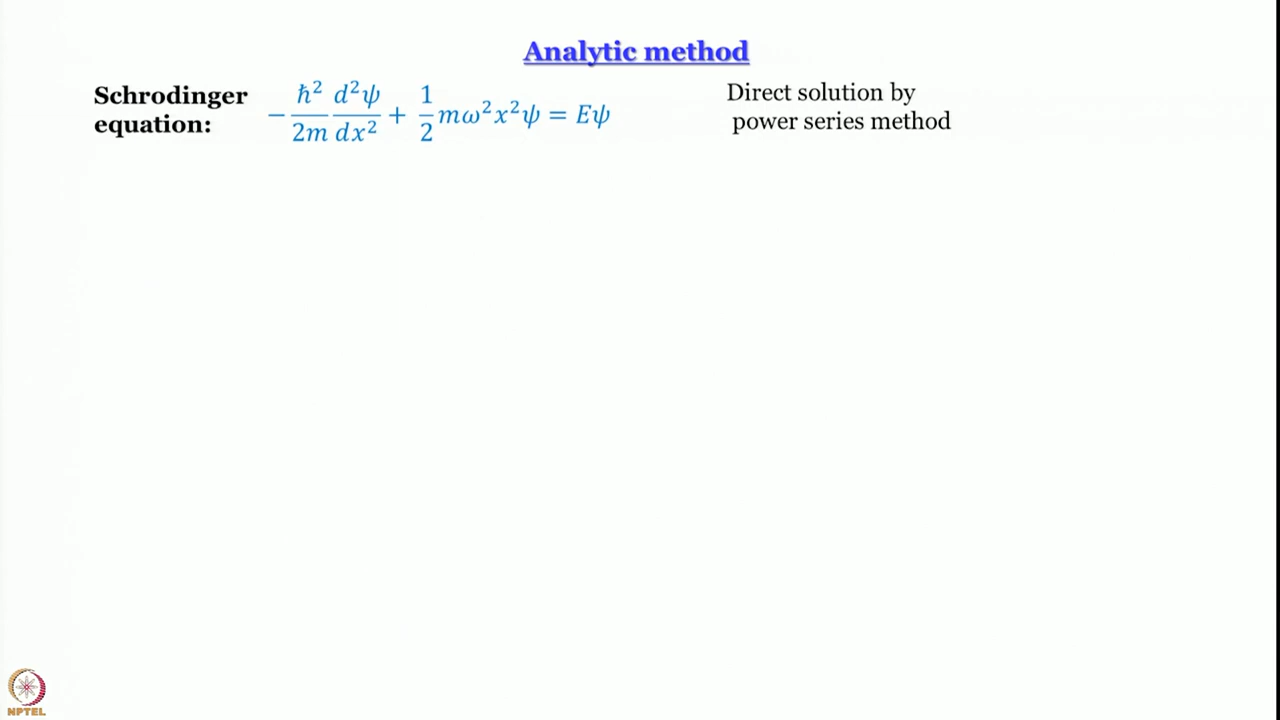 Analytic method
Schrodinger equation: −ħ²/2m d²ψ/dx² + 1/2 mω²x²ψ = Eψ
Direct solution by
power series method
NPTEL